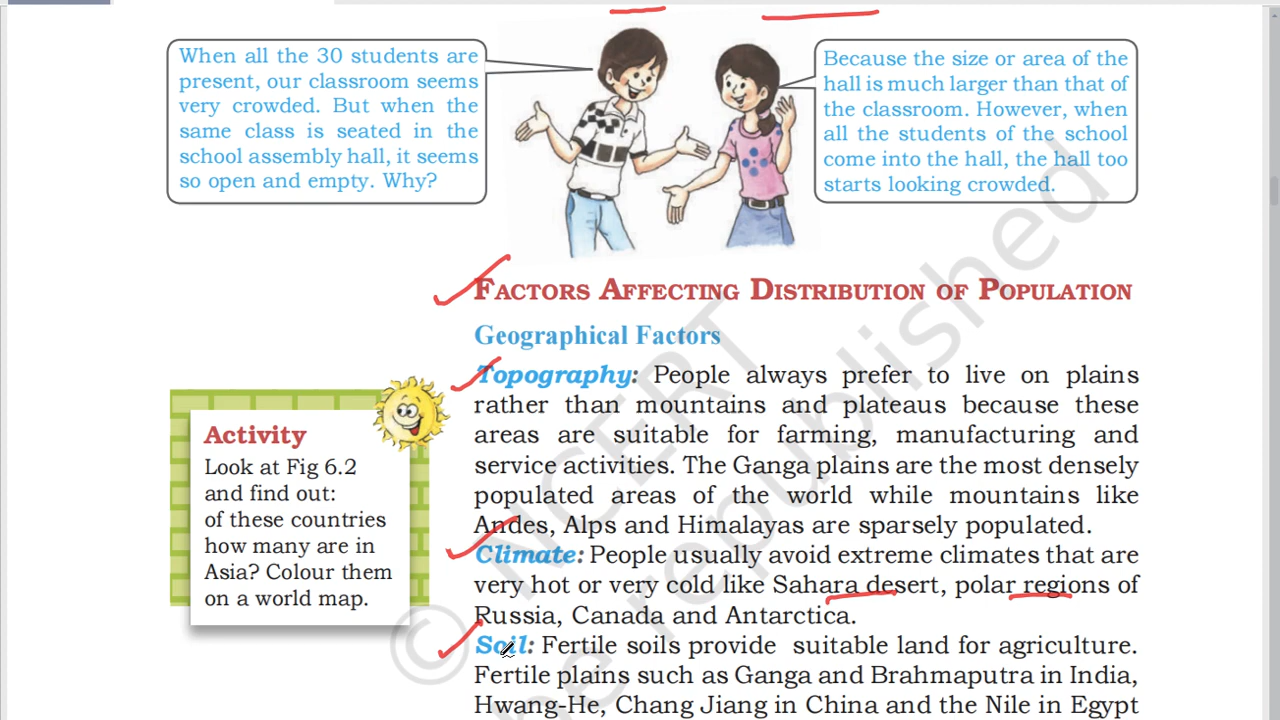 When all the 30 students are
present, our classroom seems
very crowded. But when the
same class is seated in the
school assembly hall, it seems
so open and empty. Why?
Because the size or area of the
hall is much larger than that of
the classroom. However, when
all the students of the school
come into the hall, the hall too
starts looking crowded.
FACTORS AFFECTING DISTRIBUTION OF POPULATION
Geographical Factors
Topography: People always prefer to live on plains
rather than mountains and plateaus because these
areas are suitable for farming, manufacturing and
service activities. The Ganga plains are the most densely
populated areas of the world while mountains like
Andes, Alps and Himalayas are sparsely populated.
Climate: People usually avoid extreme climates that are
very hot or very cold like Sahara desert, polar regions of
Russia, Canada and Antarctica.
Soil: Fertile soils provide suitable land for agriculture.
Fertile plains such as Ganga and Brahmaputra in India,
Hwang-He, Chang Jiang in China and the Nile in Egypt
Activity
Look at Fig 6.2
and find out:
of these countries
how many are in
Asia? Colour them
on a world map.
© NCERT
be republished